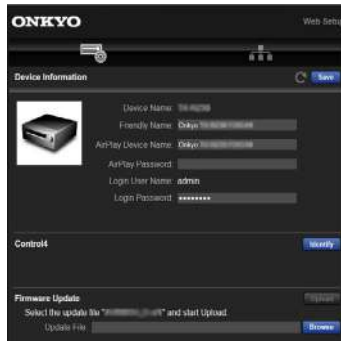 ONKYO
Web Setup
Device Information
Save
Device Name:
Friendly Name: Onkyo
AirPlay Device Name: Onkyo
AirPlay Password:
Login User Name: admin
Login Password: ••••••••
Control4
Identify
Firmware Update
Upload
Select the update file "
" and start Upload.
Update File:
Browse